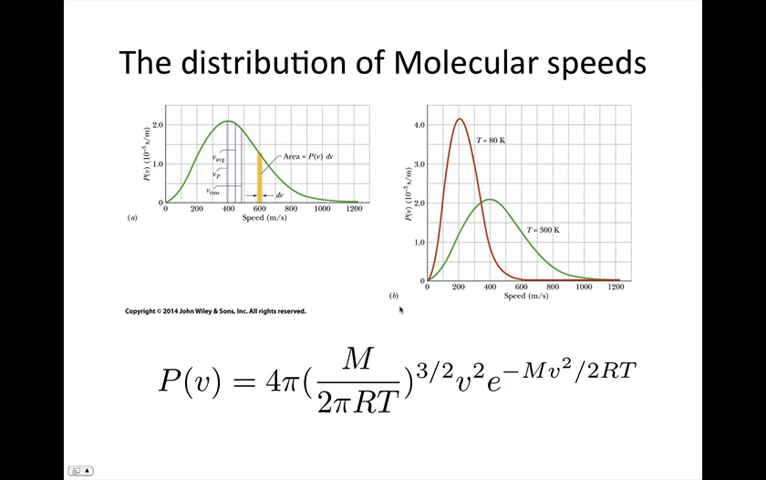 The distribution of Molecular speeds
P(v) (10⁻³ s/m)
2.0
1.0
0
v_avg
v_P
v_rms
Area = P(v) dv
dv
0 200 400 600 800 1000 1200
Speed (m/s)
(a)
P(v) (10⁻³ s/m)
4.0
3.0
2.0
1.0
0
T = 80 K
T = 300 K
0 200 400 600 800 1000 1200
Speed (m/s)
(b)
Copyright © 2014 John Wiley & Sons, Inc. All rights reserved.
P(v) = 4π(M/2πRT)^{3/2}v²e^{−Mv²/2RT}